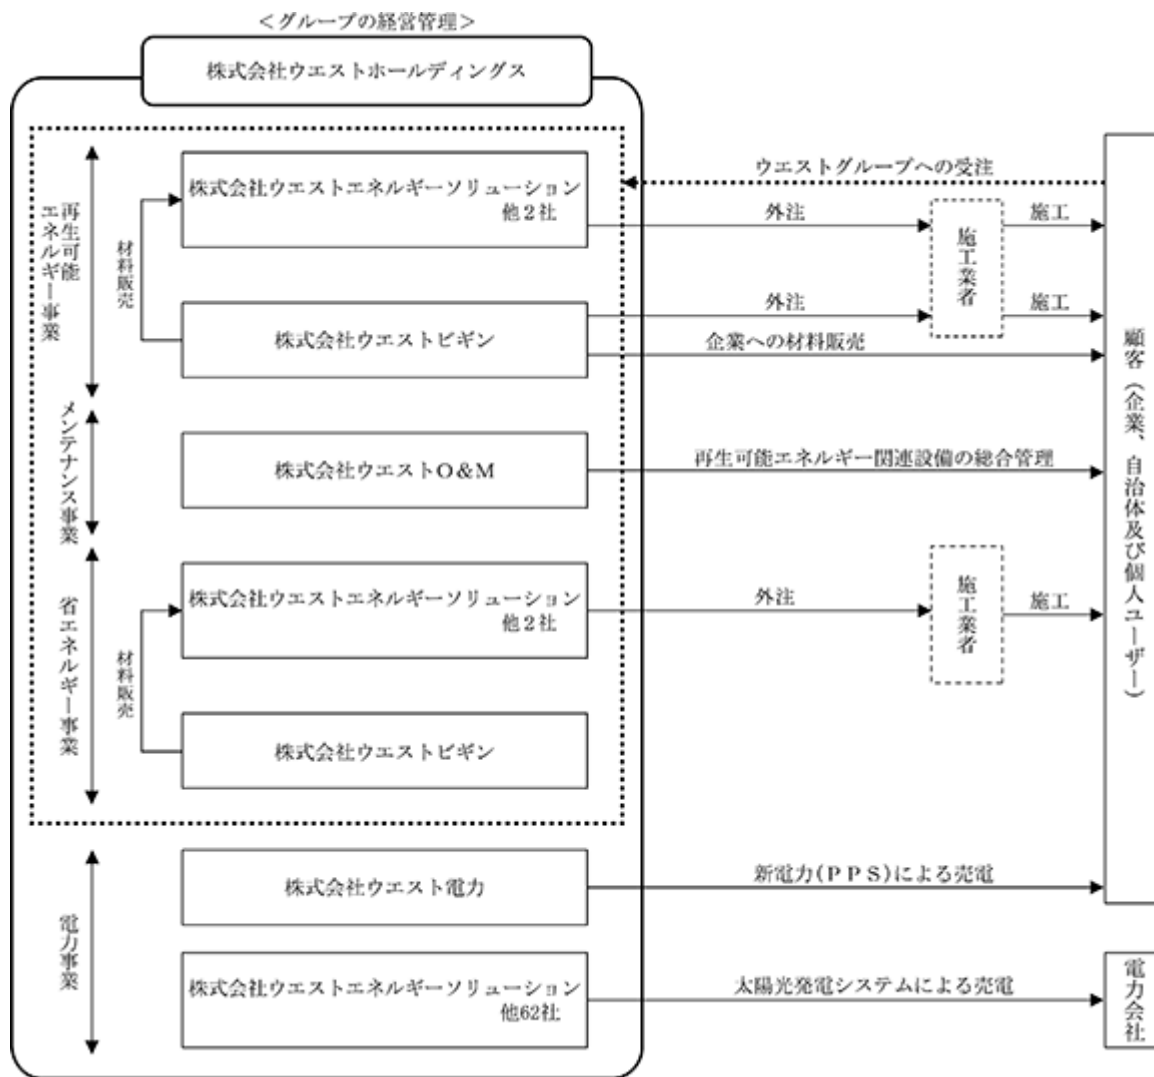 ＜グループの経営管理＞
株式会社ウエストホールディングス
再生可能
エネルギー事業
材料販売
株式会社ウエストエネルギーソリューション
他２社
株式会社ウエストビギン
ウエストグループへの受注
外注
施工業者
施工
外注
施工
企業への材料販売
顧客（企業、自治体及び個人ユーザー）
メンテナンス事業
株式会社ウエストＯ＆Ｍ
再生可能エネルギー関連設備の総合管理
省エネルギー事業
材料販売
株式会社ウエストエネルギーソリューション
他２社
外注
施工業者
施工
株式会社ウエストビギン
電力事業
株式会社ウエスト電力
新電力（ＰＰＳ）による売電
株式会社ウエストエネルギーソリューション
他62社
太陽光発電システムによる売電
電力会社